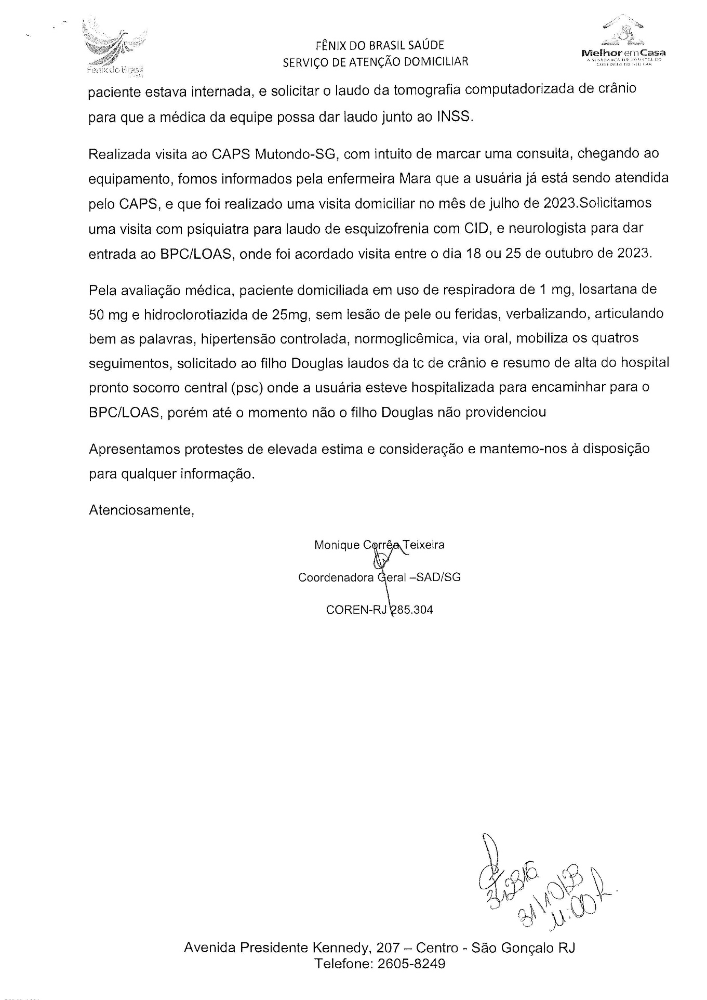 Fênix do Brasil
FÊNIX DO BRASIL SAÚDE
SERVIÇO DE ATENÇÃO DOMICILIAR
Melhor em Casa
A SEGURANÇA DO HOSPITAL NO
CONFORTO DO SEU LAR
paciente estava internada, e solicitar o laudo da tomografia computadorizada de crânio
para que a médica da equipe possa dar laudo junto ao INSS.
Realizada visita ao CAPS Mutondo-SG, com intuito de marcar uma consulta, chegando ao
equipamento, fomos informados pela enfermeira Mara que a usuária já está sendo atendida
pelo CAPS, e que foi realizado uma visita domiciliar no mês de julho de 2023.Solicitamos
uma visita com psiquiatra para laudo de esquizofrenia com CID, e neurologista para dar
entrada ao BPC/LOAS, onde foi acordado visita entre o dia 18 ou 25 de outubro de 2023.
Pela avaliação médica, paciente domiciliada em uso de respiradora de 1 mg, losartana de
50 mg e hidroclorotiazida de 25mg, sem lesão de pele ou feridas, verbalizando, articulando
bem as palavras, hipertensão controlada, normoglicêmica, via oral, mobiliza os quatros
seguimentos, solicitado ao filho Douglas laudos da tc de crânio e resumo de alta do hospital
pronto socorro central (psc) onde a usuária esteve hospitalizada para encaminhar para o
BPC/LOAS, porém até o momento não o filho Douglas não providenciou
Apresentamos protestes de elevada estima e consideração e mantemo-nos à disposição
para qualquer informação.
Atenciosamente,
Monique Corrêa Teixeira
Coordenadora Geral –SAD/SG
COREN-RJ 285.304
31/10/23
11:00
Avenida Presidente Kennedy, 207 – Centro - São Gonçalo RJ
Telefone: 2605-8249